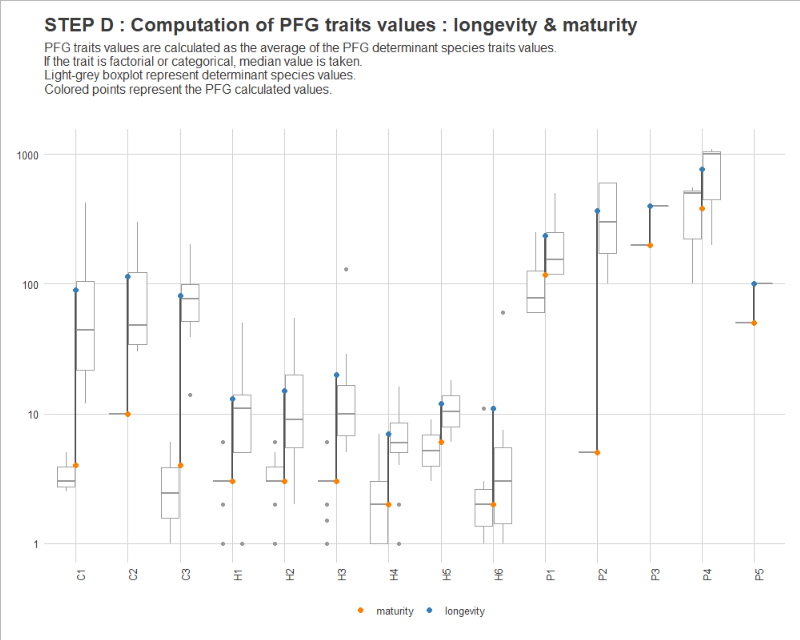 STEP D : Computation of PFG traits values : longevity & maturity
PFG traits values are calculated as the average of the PFG determinant species traits values.
If the trait is factorial or categorical, median value is taken.
Light-grey boxplot represent determinant species values.
Colored points represent the PFG calculated values.
1000
100
10
1
C1 C2 C3 H1 H2 H3 H4 H5 H6 P1 P2 P3 P4 P5
maturity longevity